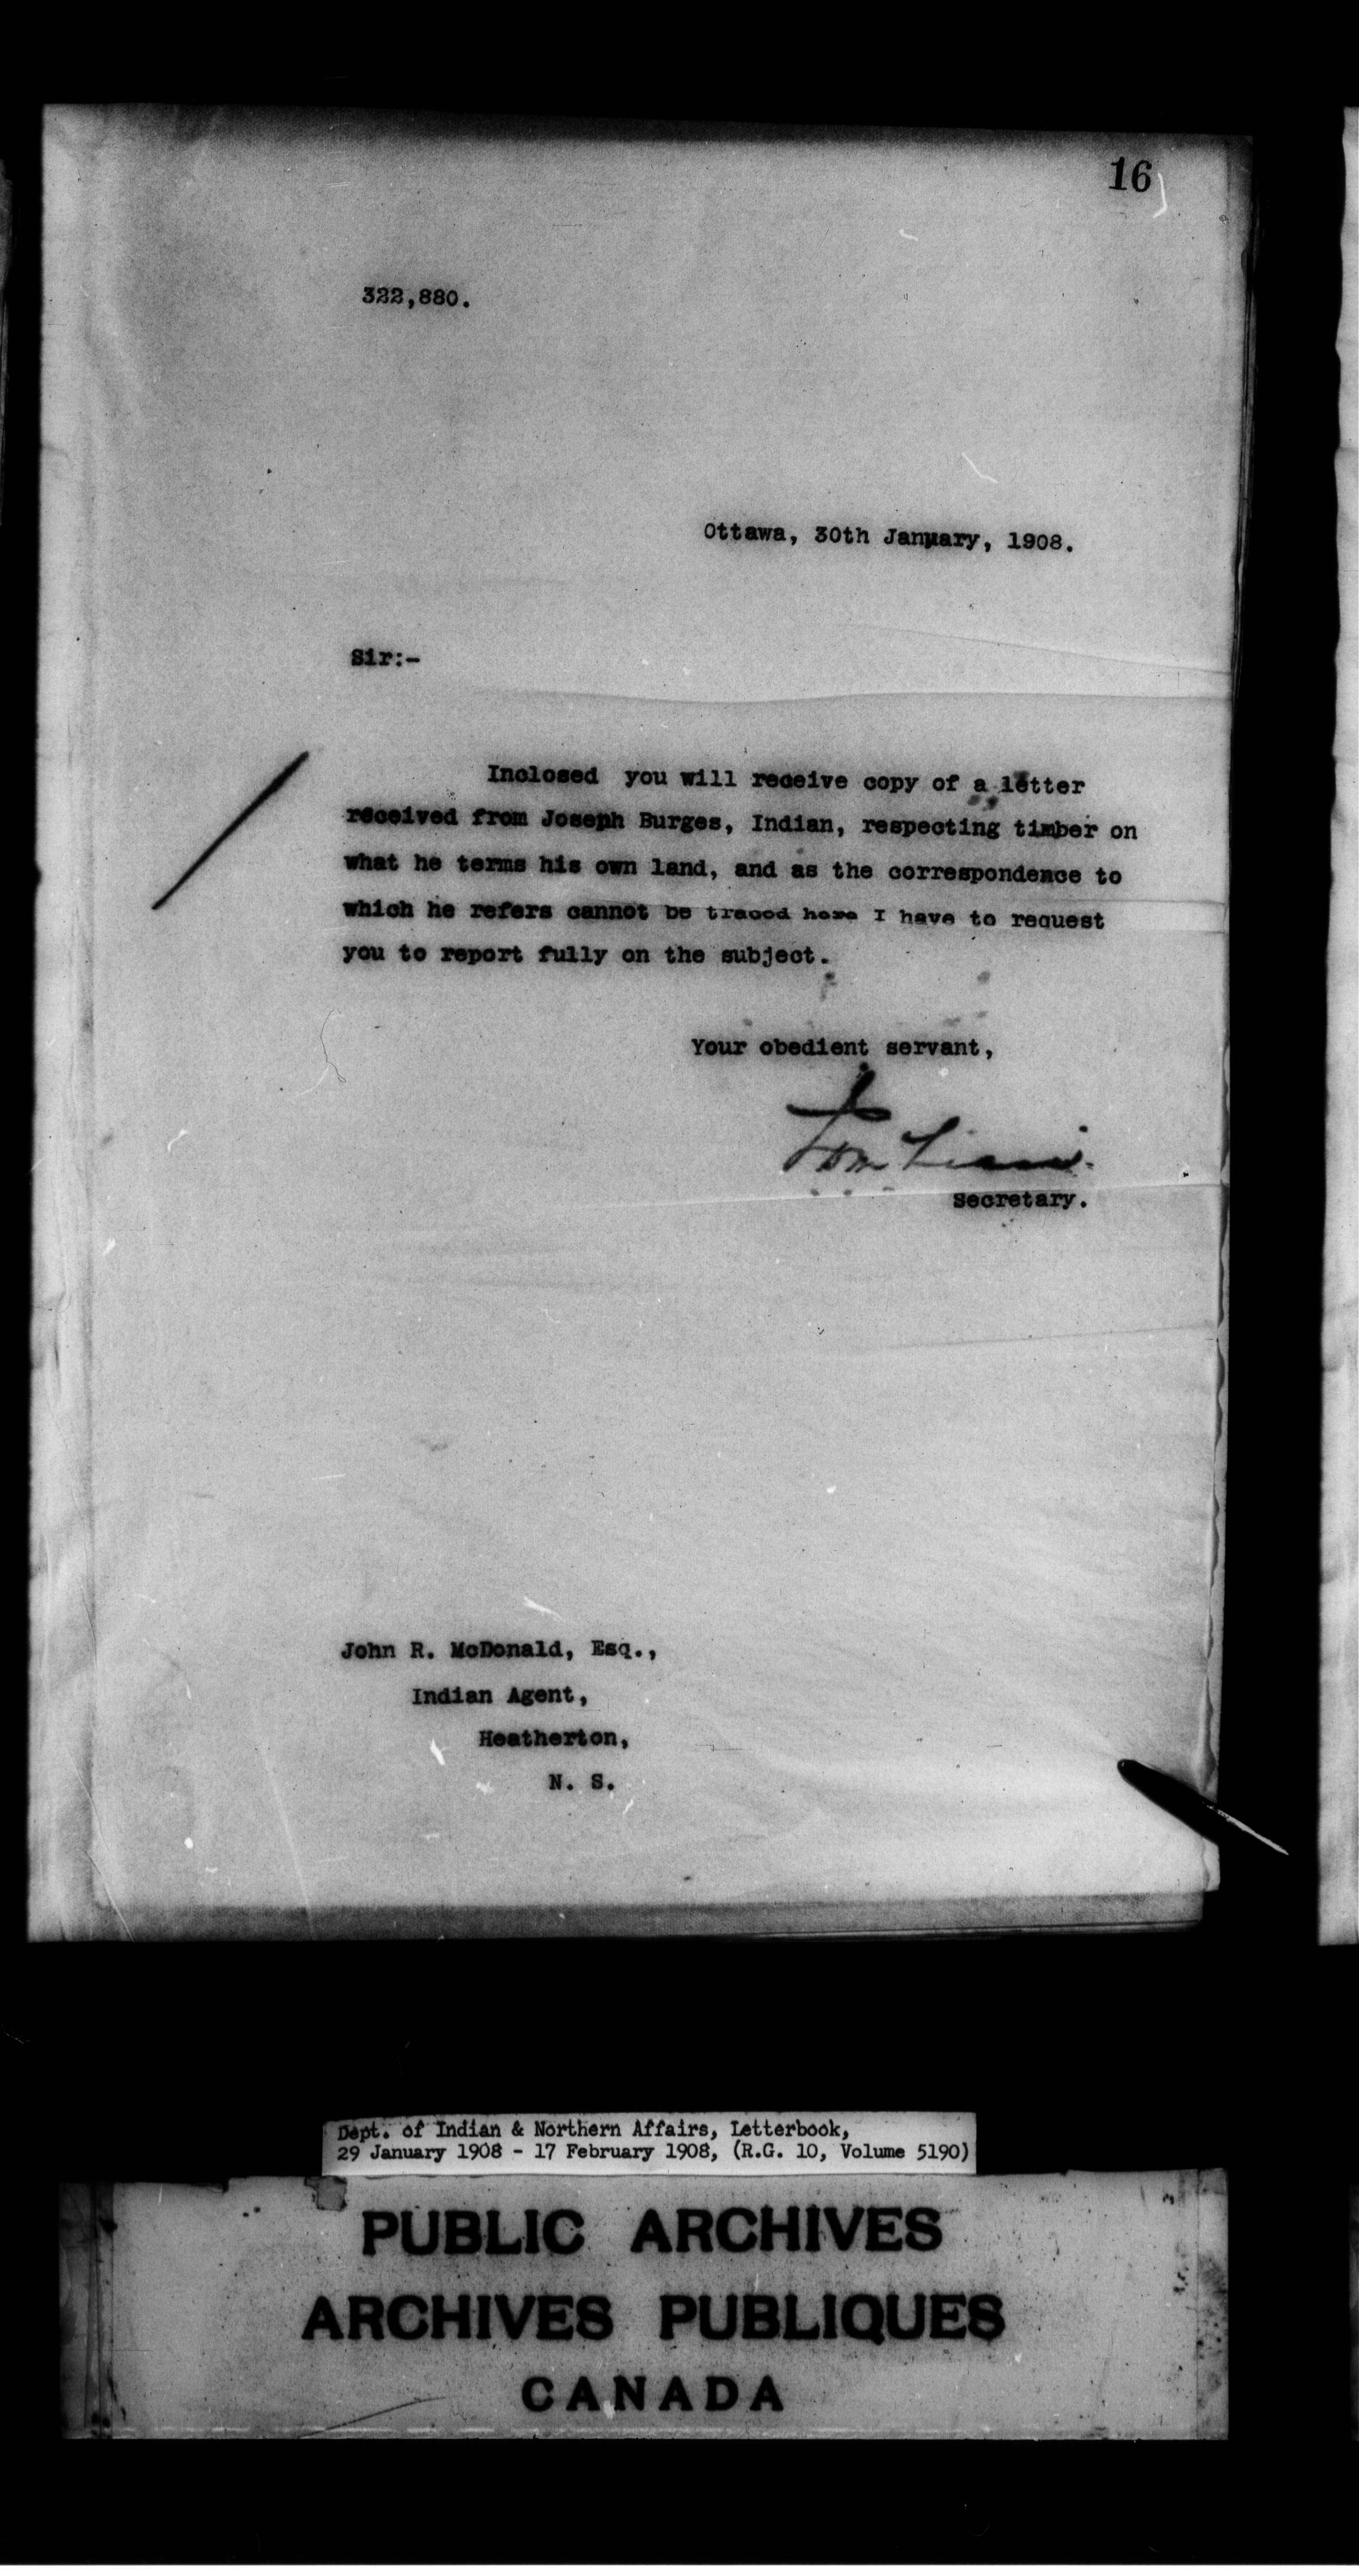 16
322,880.
Ottawa, 30th January, 1908.
Sir:-
Inclosed you will receive copy of a letter
received from Joseph Burges, Indian, respecting timber on
what he terms his own land, and as the correspondence to
which he refers cannot be traced here I have to request
you to report fully on the subject.
Your obedient servant,
Secretary.
John R. McDonald, Esq.,
Indian Agent,
Heatherton,
N. S.
Dept. of Indian & Northern Affairs, Letterbook,
29 January 1908 - 17 February 1908, (R.G. 10, Volume 5190)
PUBLIC ARCHIVES
ARCHIVES PUBLIQUES
CANADA